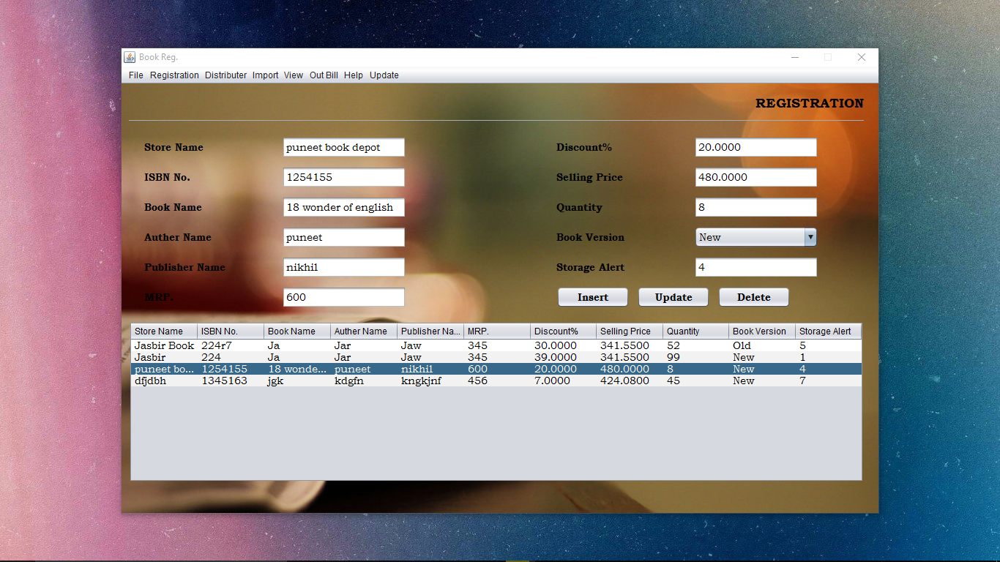 Book Reg.
File Registration Distributer Import View Out Bill Help Update
REGISTRATION
Store Name puneet book depot Discount% 20.0000
ISBN No. 1254155 Selling Price 480.0000
Book Name 18 wonder of english Quantity 8
Auther Name puneet Book Version New
Publisher Name nikhil Storage Alert 4
MRP. 600 Insert Update Delete
Store Name ISBN No. Book Name Auther Name Publisher Na... MRP. Discount% Selling Price Quantity Book Version Storage Alert
Jasbir Book 224r7 Ja Jar Jaw 345 30.0000 341.5500 52 Old 5
Jasbir 224 Ja Jar Jaw 345 39.0000 341.5500 99 New 1
puneet bo... 1254155 18 wonde... puneet nikhil 600 20.0000 480.0000 8 New 4
dfjdbh 1345163 jgk kdgfn kngkjnf 456 7.0000 424.0800 45 New 7